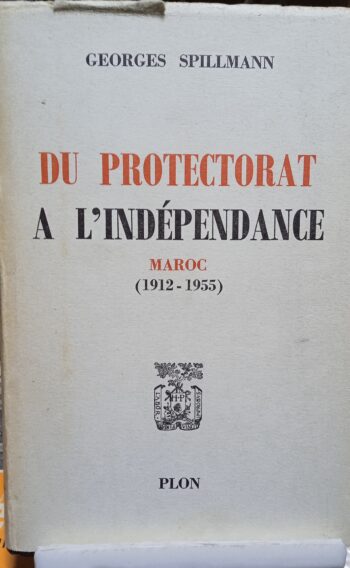 GEORGES SPILLMANN
DU PROTECTORAT
A L'INDÉPENDANCE
MAROC
(1912-1955)
PLON